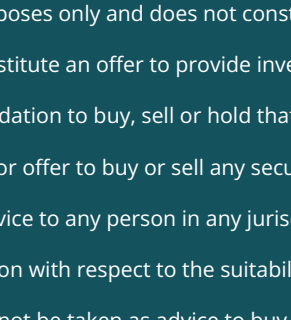 poses only and does not const
stitute an offer to provide inve
dation to buy, sell or hold tha
or offer to buy or sell any secu
vice to any person in any juris
on with respect to the suitabil
not be taken as advice to buy